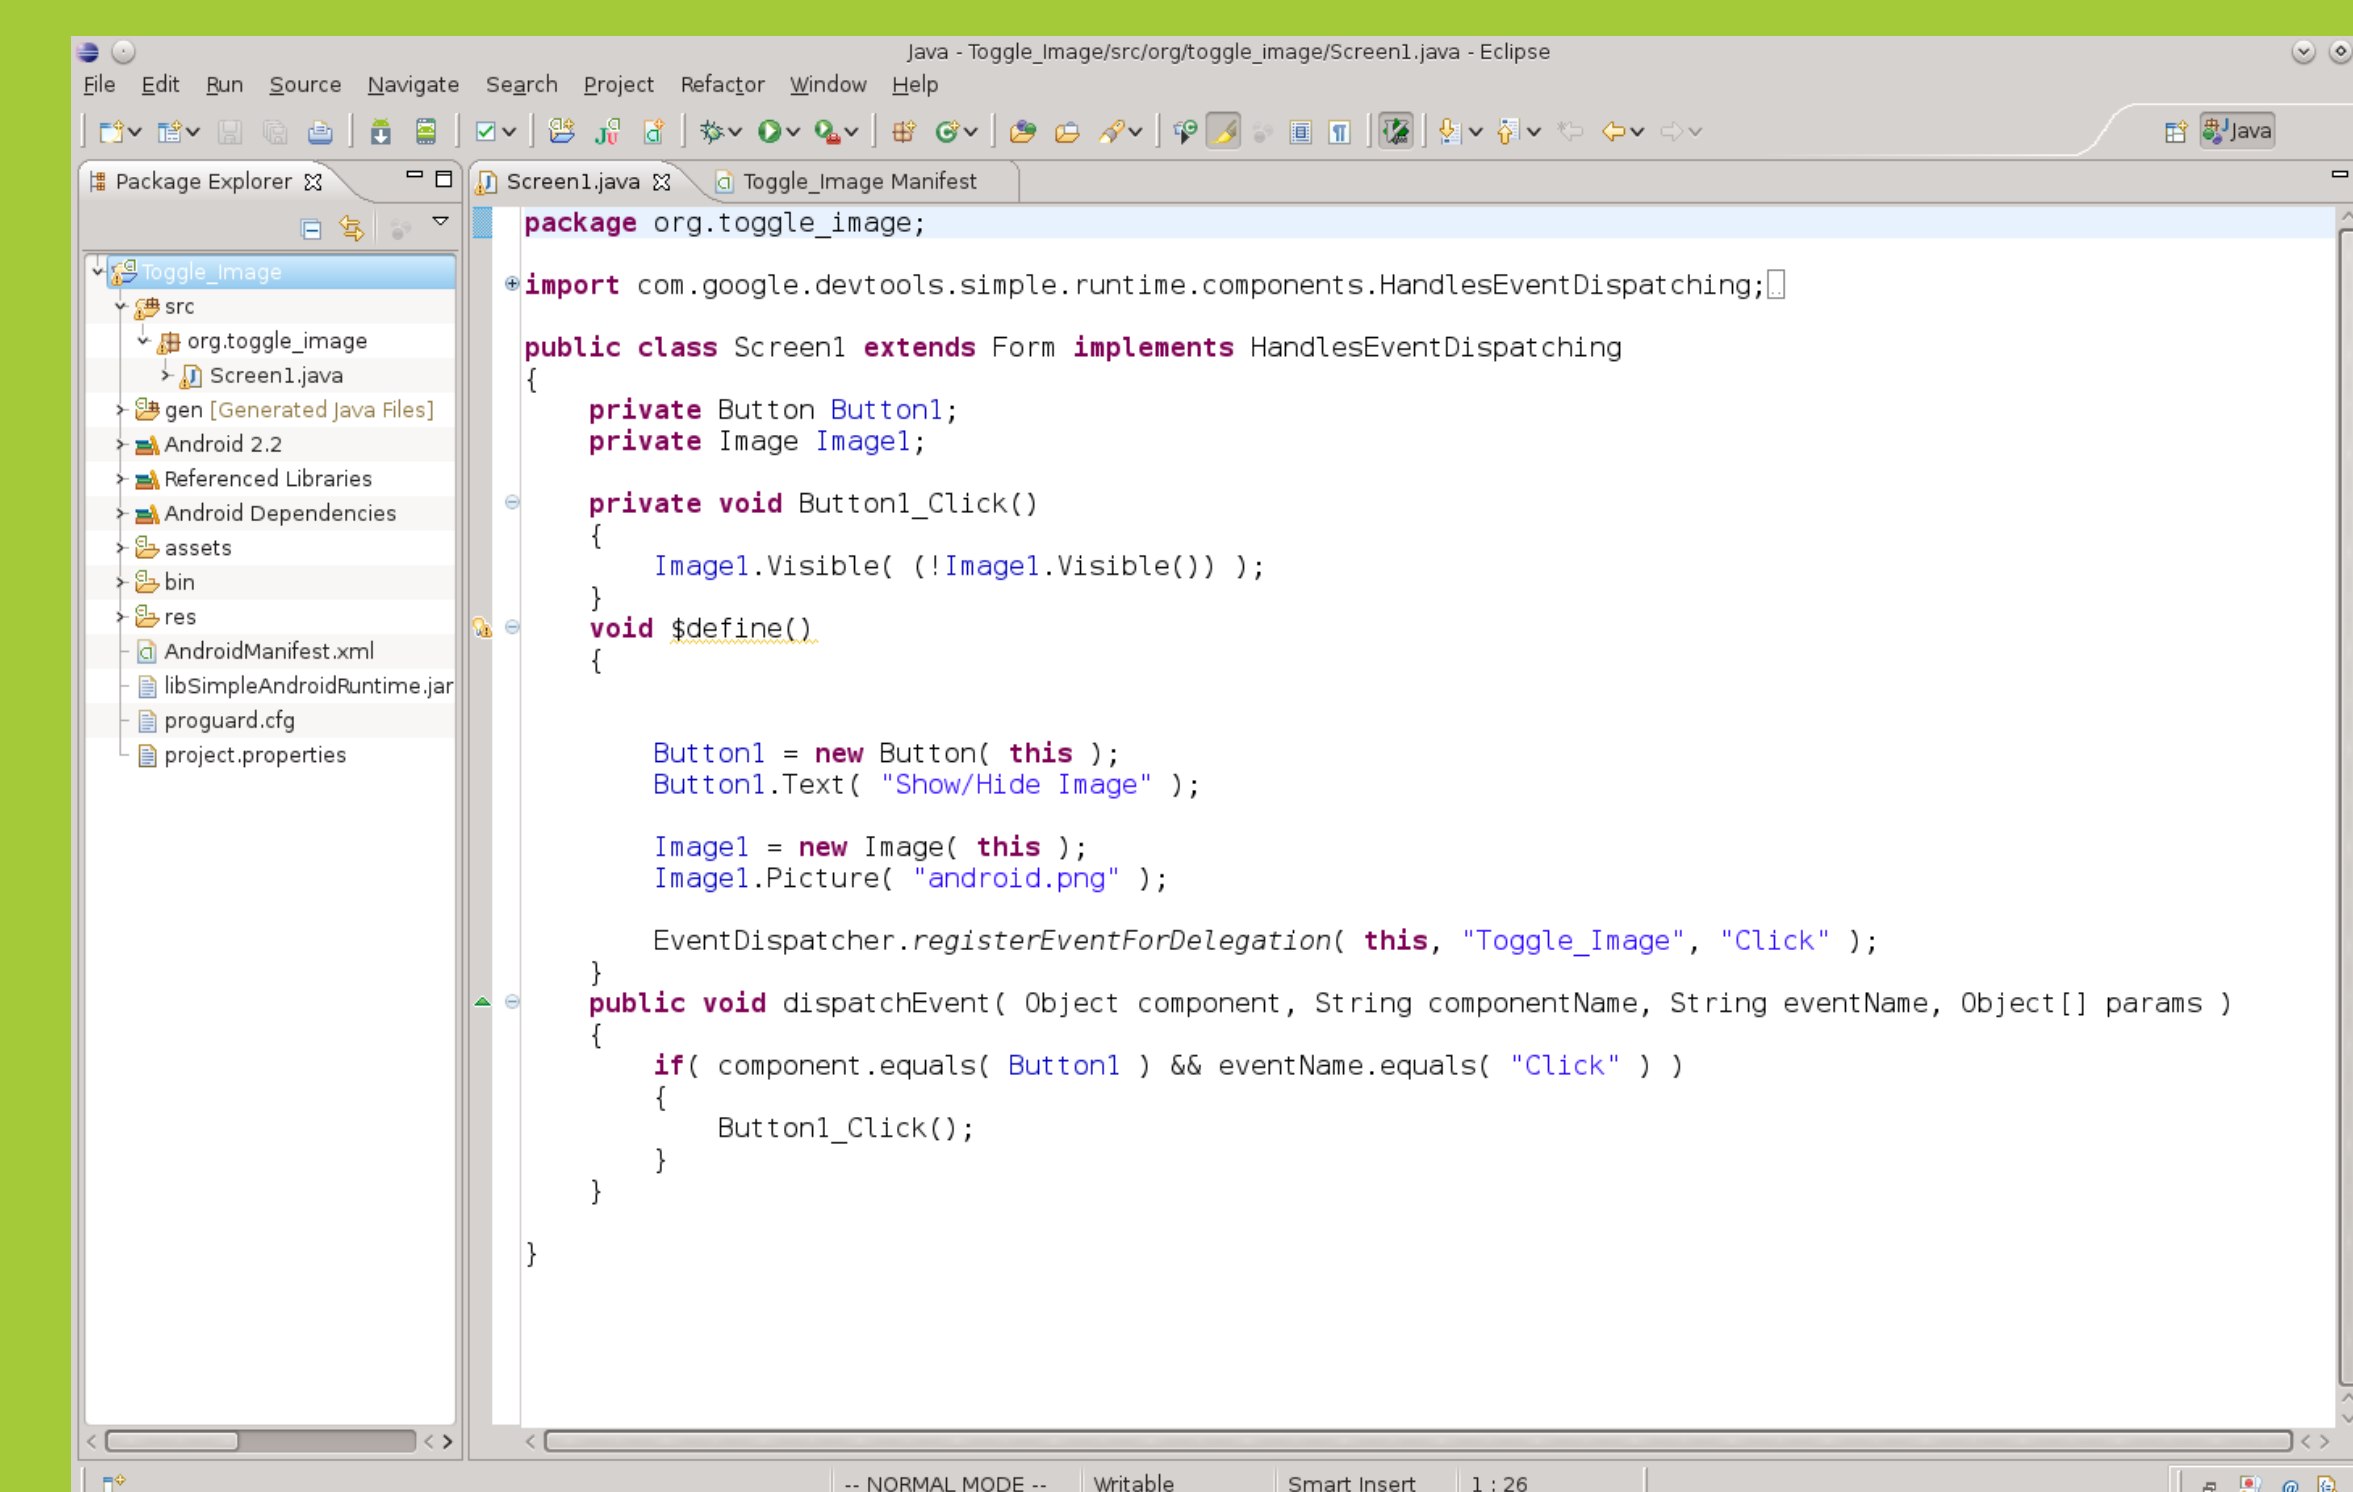 Java - Toggle_Image/src/org/toggle_image/Screen1.java - Eclipse
File Edit Run Source Navigate Search Project Refactor Window Help
Java
Package Explorer
Screen1.java Toggle_Image Manifest
Toggle_Image
src
org.toggle_image
Screen1.java
gen [Generated Java Files]
Android 2.2
Referenced Libraries
Android Dependencies
assets
bin
res
AndroidManifest.xml
libSimpleAndroidRuntime.jar
proguard.cfg
project.properties
package org.toggle_image;
import com.google.devtools.simple.runtime.components.HandlesEventDispatching;
public class Screen1 extends Form implements HandlesEventDispatching
{
private Button Button1;
private Image Image1;
private void Button1_Click()
{
Image1.Visible( (!Image1.Visible()) );
}
void $define()
{
Button1 = new Button( this );
Button1.Text( "Show/Hide Image" );
Image1 = new Image( this );
Image1.Picture( "android.png" );
EventDispatcher.registerEventForDelegation( this, "Toggle_Image", "Click" );
}
public void dispatchEvent( Object component, String componentName, String eventName, Object[] params )
{
if( component.equals( Button1 ) && eventName.equals( "Click" ) )
{
Button1_Click();
}
}
}
-- NORMAL MODE -- Writable Smart Insert 1 : 26